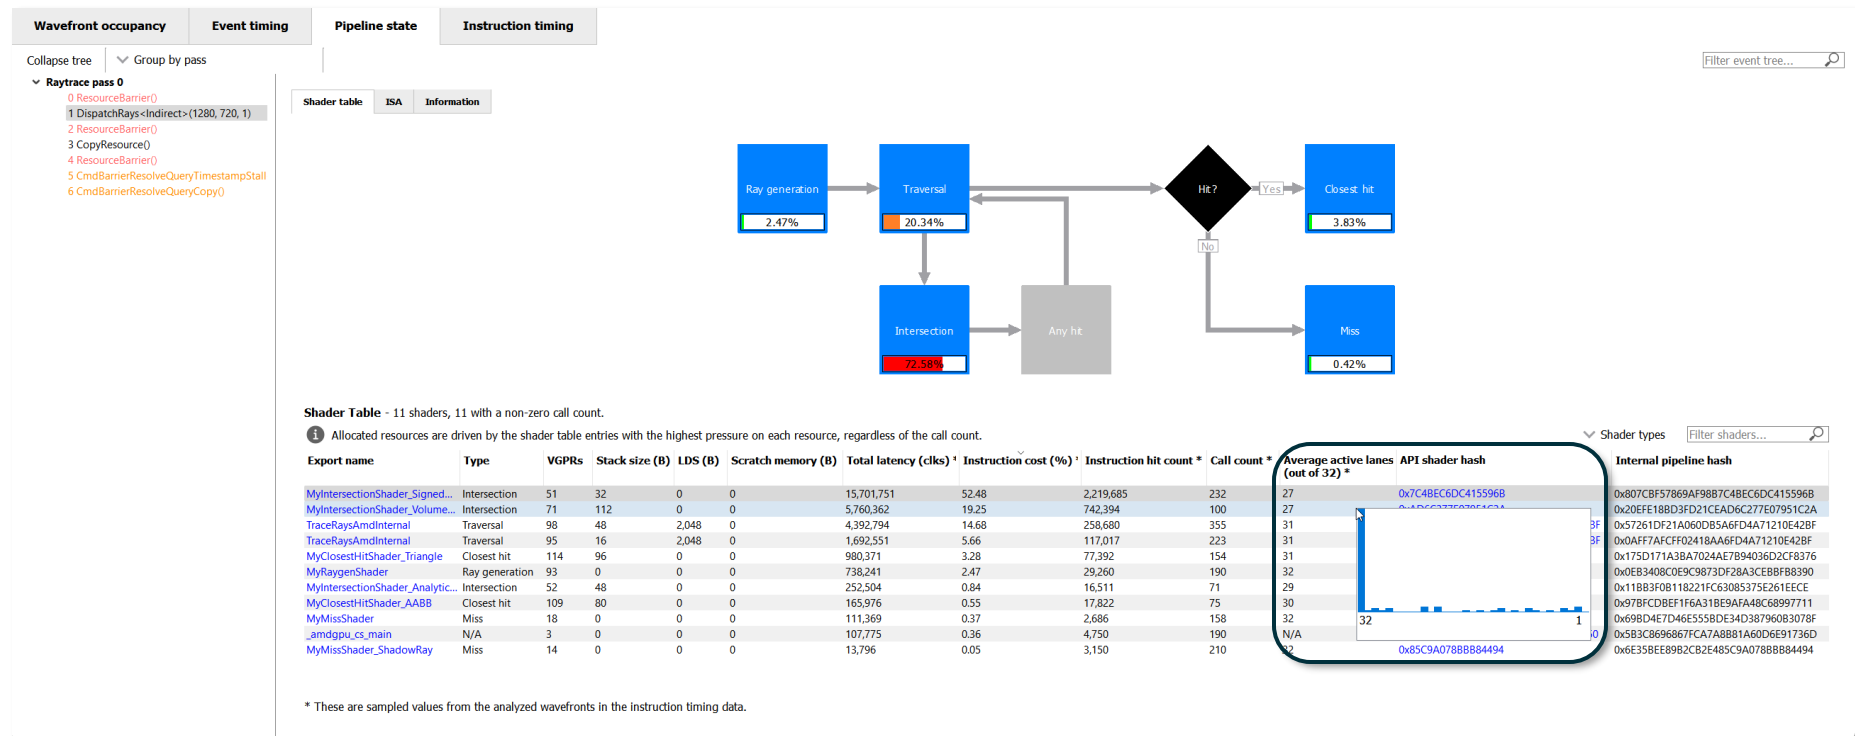 Wavefront occupancy Event timing Pipeline state Instruction timing
Collapse tree Group by pass Filter event tree...
Raytrace pass 0
0 ResourceBarrier()
1 DispatchRays<Indirect>(1280, 720, 1)
2 ResourceBarrier()
3 CopyResource()
4 ResourceBarrier()
5 CmdBarrierResolveQueryTimestampStall
6 CmdBarrierResolveQueryCopy()
Shader table ISA Information
Ray generation Traversal Hit? Yes Closest hit
2.47% 20.34% 3.83%
No
Intersection Any hit Miss
72.58% 0.42%
Shader Table - 11 shaders, 11 with a non-zero call count.
Allocated resources are driven by the shader table entries with the highest pressure on each resource, regardless of the call count. Shader types Filter shaders...
Export name Type VGPRs Stack size (B) LDS (B) Scratch memory (B) Total latency (clks) * Instruction cost (%) * Instruction hit count * Call count * Average active lanes API shader hash Internal pipeline hash
(out of 32) *
MyIntersectionShader_Signed... Intersection 51 32 0 0 15,701,751 52.48 2,219,685 232 27 0x7C4BEC6DC415596B 0x807CBF57869AF98B7C4BEC6DC415596B
MyIntersectionShader_Volume... Intersection 71 112 0 0 5,760,362 19.25 742,394 100 27 0x20EFE18BD3FD21CEAD6C277E07951C2A
TraceRaysAmdInternal Traversal 98 48 2,048 0 4,392,794 14.68 258,680 355 31 BF 0x57261DF21A060DB5A6FD4A71210E42BF
TraceRaysAmdInternal Traversal 95 16 2,048 0 1,692,551 5.66 117,017 223 31 BF 0x0AFF7AFCFF02418AA6FD4A71210E42BF
MyClosestHitShader_Triangle Closest hit 114 96 0 0 980,371 3.28 77,392 154 31 0x175D171A3BA7024AE7B94036D2CF8376
MyRaygenShader Ray generation 93 0 0 0 738,241 2.47 29,260 190 32 0x0EB3408C0E9C9873DF28A3CEBBFB8390
MyIntersectionShader_Analytic... Intersection 52 48 0 0 252,504 0.84 16,511 71 29 0x11BB3F0B118221FC63085375E261EECE
MyClosestHitShader_AABB Closest hit 109 80 0 0 165,976 0.55 17,822 75 30 0x97BFCDBEF1F6A31BE9AFA48C68997711
MyMissShader Miss 18 0 0 0 111,369 0.37 2,686 158 32 32 1 0x69BD4E7D46E555BDE34D387960B3078F
_amdgpu_cs_main N/A 3 0 0 0 107,775 0.36 4,750 190 N/A 0x5B3C8696867FCA7A8B81A60D6E91736D
MyMissShader_ShadowRay Miss 14 0 0 0 13,796 0.05 3,150 210 32 0x85C9A078BBB84494 0x6E35BEE89B2CB2E485C9A078BBB84494
* These are sampled values from the analyzed wavefronts in the instruction timing data.